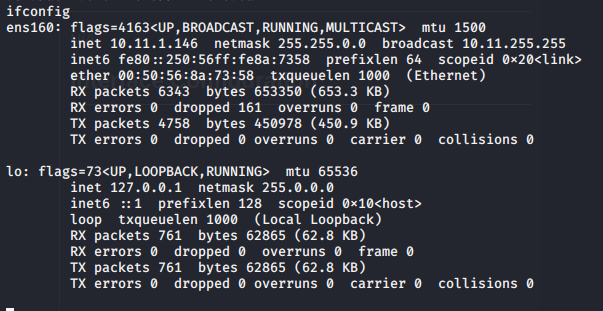 ifconfig
ens160: flags=4163<UP,BROADCAST,RUNNING,MULTICAST>  mtu 1500
        inet 10.11.1.146  netmask 255.255.0.0  broadcast 10.11.255.255
        inet6 fe80::250:56ff:fe8a:7358  prefixlen 64  scopeid 0×20<link>
        ether 00:50:56:8a:73:58  txqueuelen 1000  (Ethernet)
        RX packets 6343  bytes 653350 (653.3 KB)
        RX errors 0  dropped 161  overruns 0  frame 0
        TX packets 4758  bytes 450978 (450.9 KB)
        TX errors 0  dropped 0 overruns 0  carrier 0  collisions 0

lo: flags=73<UP,LOOPBACK,RUNNING>  mtu 65536
        inet 127.0.0.1  netmask 255.0.0.0
        inet6 ::1  prefixlen 128  scopeid 0×10<host>
        loop  txqueuelen 1000  (Local Loopback)
        RX packets 761  bytes 62865 (62.8 KB)
        RX errors 0  dropped 0  overruns 0  frame 0
        TX packets 761  bytes 62865 (62.8 KB)
        TX errors 0  dropped 0 overruns 0  carrier 0  collisions 0